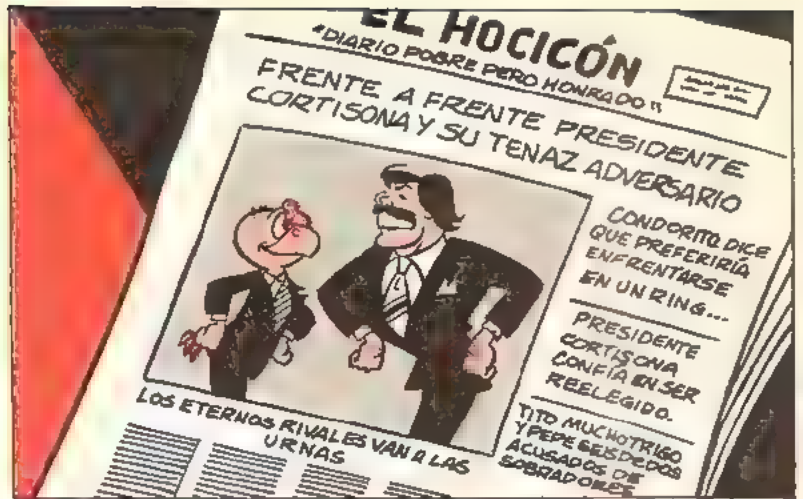 EL HOCICÓN
"DIARIO POBRE PERO HONRADO"
FRENTE A FRENTE PRESIDENTE
CORTISONA Y SU TENAZ ADVERSARIO
CONDORITO DICE
QUE PREFERIRÍA
ENFRENTARSE
EN UN RING...
PRESIDENTE
CORTISONA
CONFÍA EN SER
REELEGIDO.
TITO MUCHOTRIGO
Y PEPE SEISDEDOS
ACUSADOS DE
LOS ETERNOS RIVALES VAN A LAS
URNAS